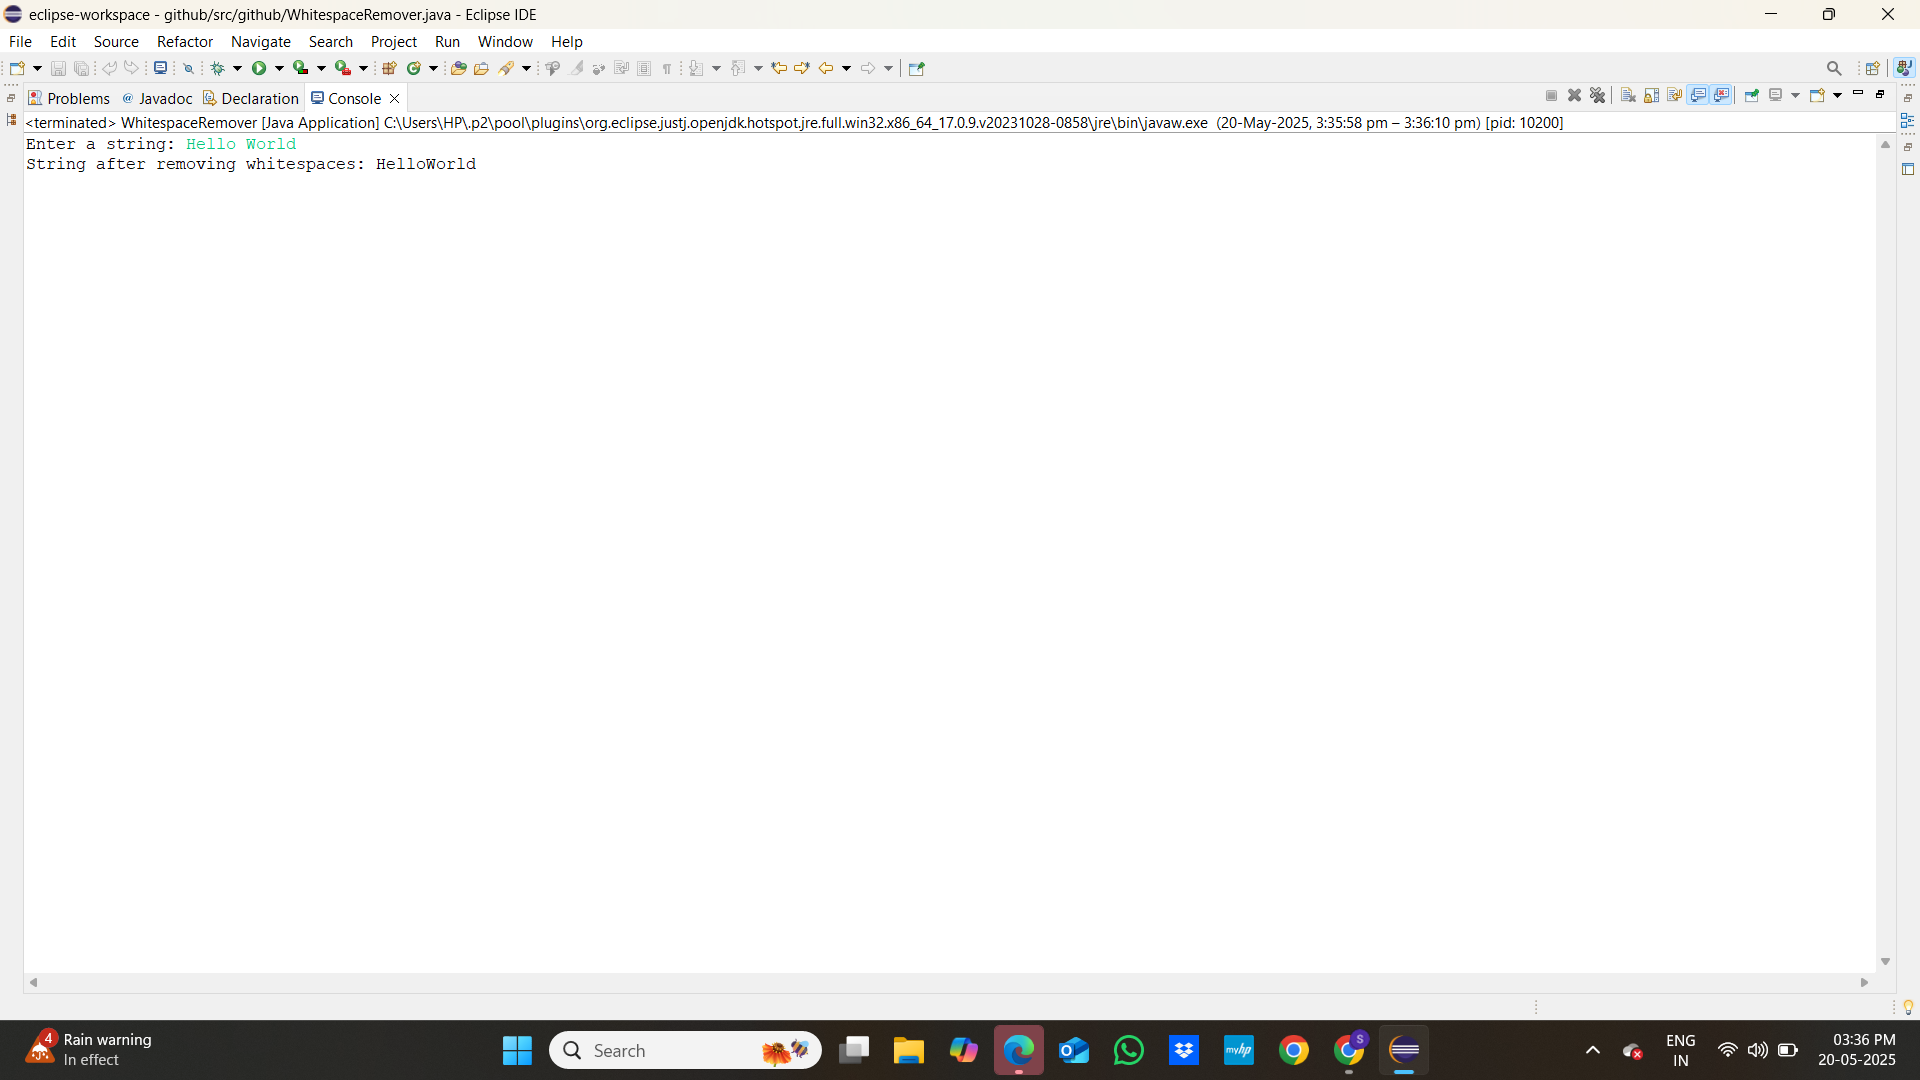 eclipse-workspace - github/src/github/WhitespaceRemover.java - Eclipse IDE
File Edit Source Refactor Navigate Search Project Run Window Help
Problems @ Javadoc Declaration Console
<terminated> WhitespaceRemover [Java Application] C:\Users\HP\.p2\pool\plugins\org.eclipse.justj.openjdk.hotspot.jre.full.win32.x86_64_17.0.9.v20231028-0858\jre\bin\javaw.exe (20-May-2025, 3:35:58 pm – 3:36:10 pm) [pid: 10200]
Enter a string: Hello World
String after removing whitespaces: HelloWorld
4
Rain warning
In effect
Search
myhp
S
ENG
IN
03:36 PM
20-05-2025